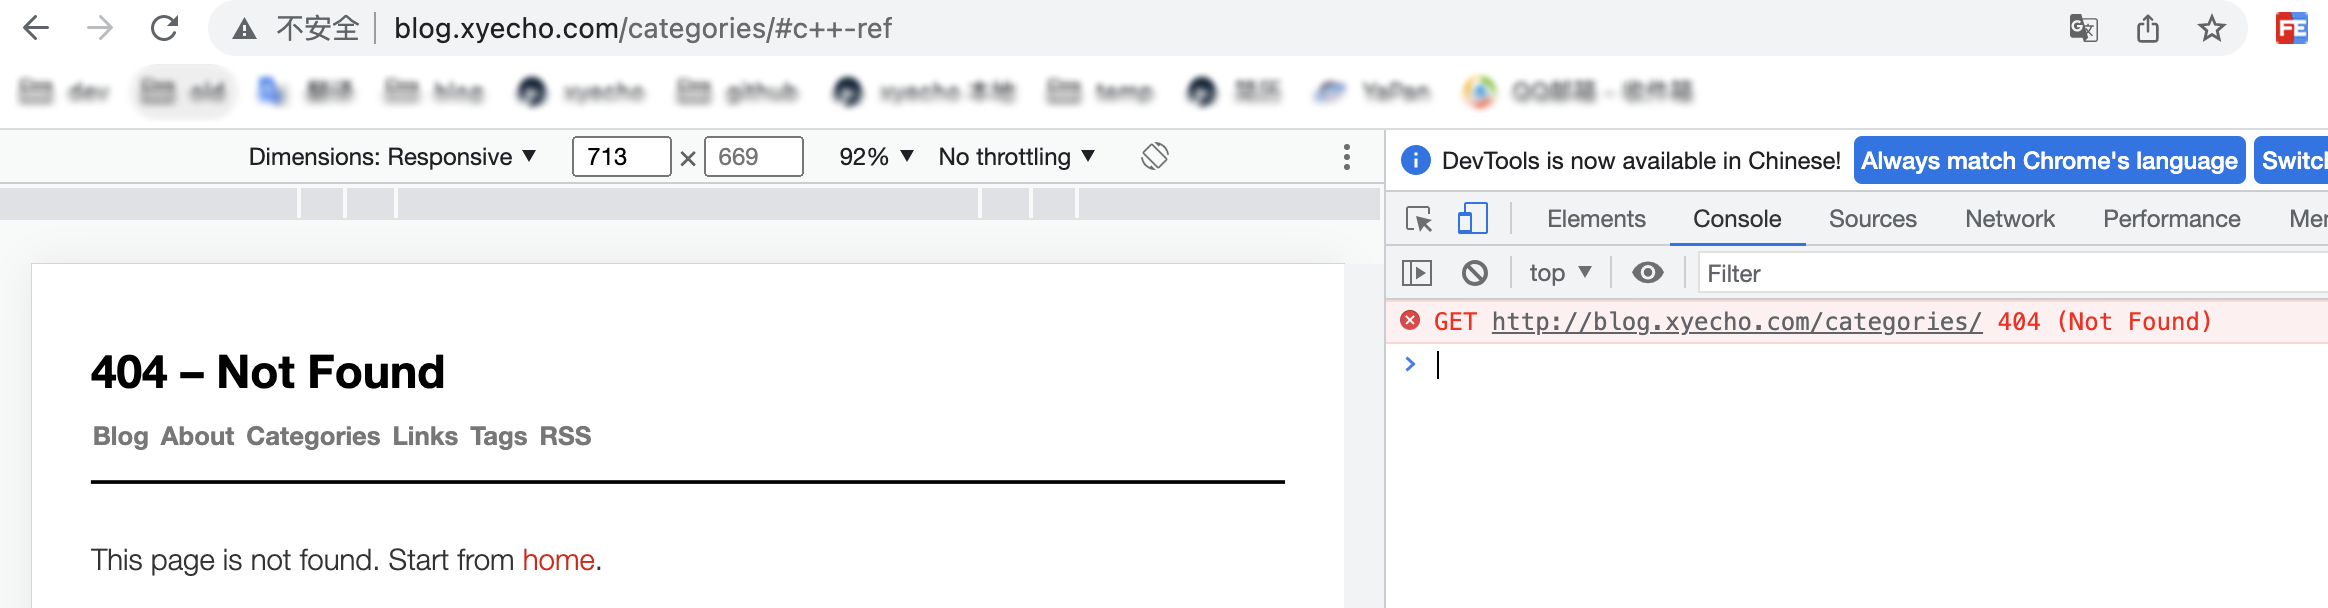 不安全 blog.xyecho.com/categories/#c++-ref
FE
Dimensions: Responsive 713 × 669 92% No throttling
DevTools is now available in Chinese! Always match Chrome's language Switch
Elements Console Sources Network Performance Mer
top Filter
GET http://blog.xyecho.com/categories/ 404 (Not Found)
404 – Not Found
Blog About Categories Links Tags RSS
This page is not found. Start from home.